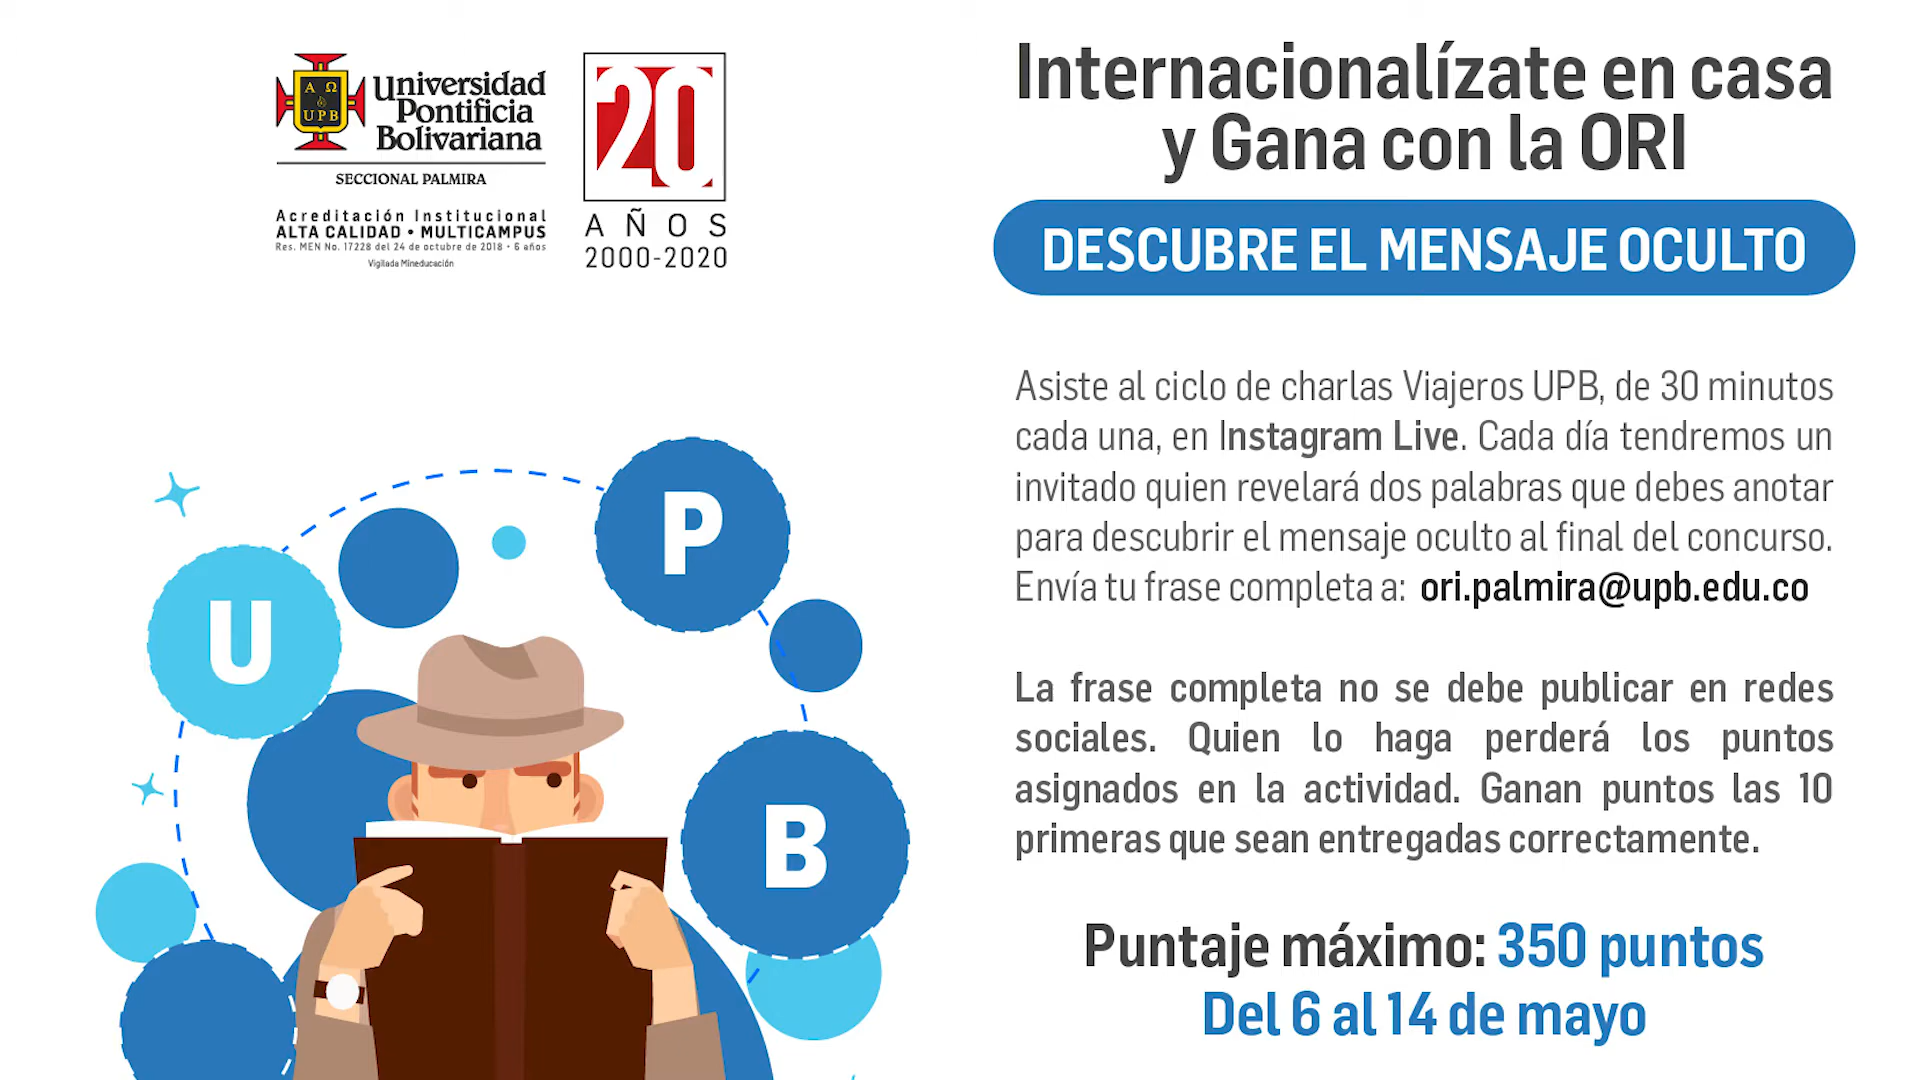 Universidad
Pontificia
Bolivariana
SECCIONAL PALMIRA
Acreditación Institucional
ALTA CALIDAD • MULTICAMPUS
Res. MEN No. 17228 del 24 de octubre de 2018 • 6 años
Vigilada Mineducación
Α Ω
UPB
20
AÑOS
2000-2020
Internacionalízate en casa
y Gana con la ORI
DESCUBRE EL MENSAJE OCULTO
Asiste al ciclo de charlas Viajeros UPB, de 30 minutos
cada una, en Instagram Live. Cada día tendremos un
invitado quien revelará dos palabras que debes anotar
para descubrir el mensaje oculto al final del concurso.
Envía tu frase completa a: ori.palmira@upb.edu.co
La frase completa no se debe publicar en redes
sociales. Quien lo haga perderá los puntos
asignados en la actividad. Ganan puntos las 10
primeras que sean entregadas correctamente.
Puntaje máximo: 350 puntos
Del 6 al 14 de mayo
U
P
B